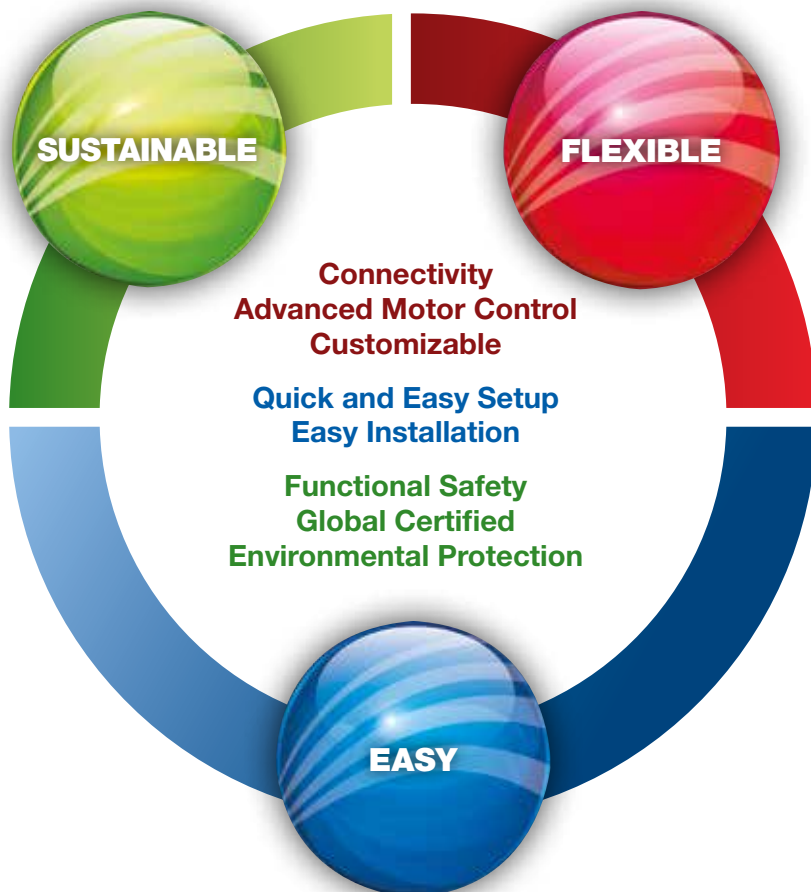 SUSTAINABLE
FLEXIBLE
Connectivity
Advanced Motor Control
Customizable
Quick and Easy Setup
Easy Installation
Functional Safety
Global Certified
Environmental Protection
EASY